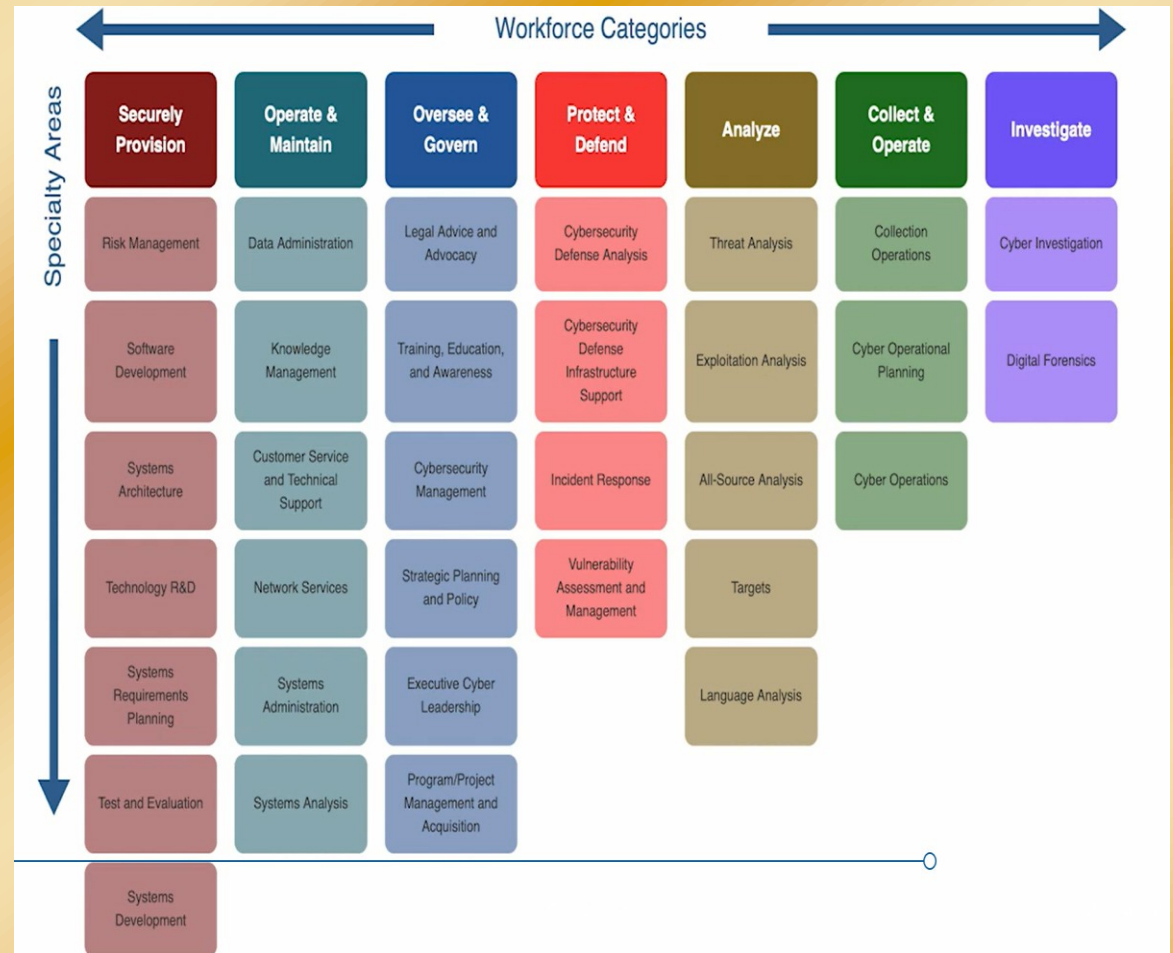 Workforce Categories
Specialty Areas
Securely
Provision
Operate &
Maintain
Oversee &
Govern
Protect &
Defend
Analyze
Collect &
Operate
Investigate
Risk Management
Data Administration
Legal Advice and
Advocacy
Cybersecurity
Defense Analysis
Threat Analysis
Collection
Operations
Cyber Investigation
Software
Development
Knowledge
Management
Training, Education,
and Awareness
Cybersecurity
Defense
Infrastructure
Support
Exploitation Analysis
Cyber Operational
Planning
Digital Forensics
Systems
Architecture
Customer Service
and Technical
Support
Cybersecurity
Management
Incident Response
All-Source Analysis
Cyber Operations
Technology R&D
Network Services
Strategic Planning
and Policy
Vulnerability
Assessment and
Management
Targets
Systems
Requirements
Planning
Systems
Administration
Executive Cyber
Leadership
Language Analysis
Test and Evaluation
Systems Analysis
Program/Project
Management and
Acquisition
Systems
Development